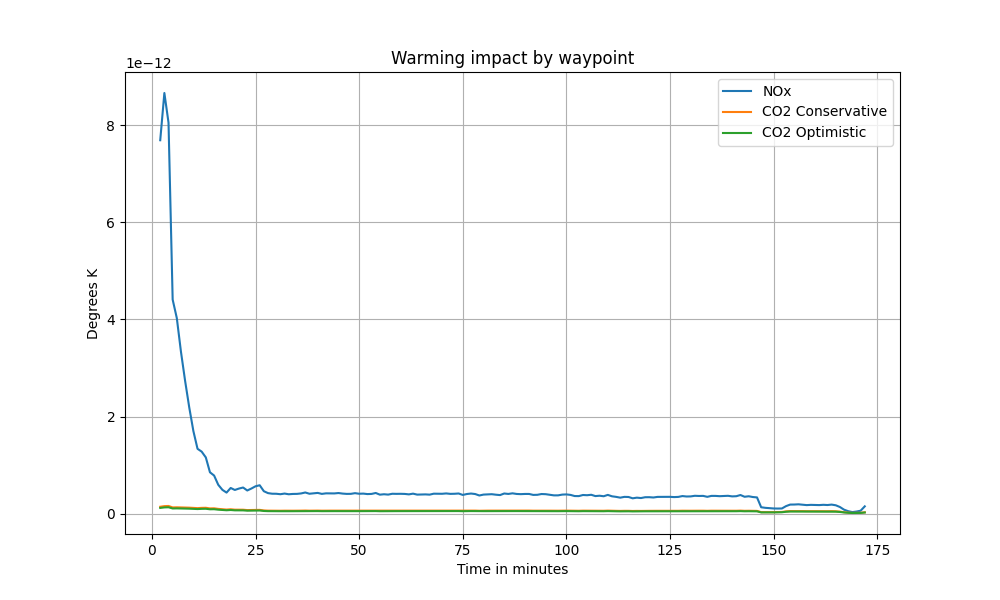 Warming impact by waypoint
1e−12
NOx
CO2 Conservative
CO2 Optimistic
8
6
4
2
0
Degrees K
0 25 50 75 100 125 150 175
Time in minutes